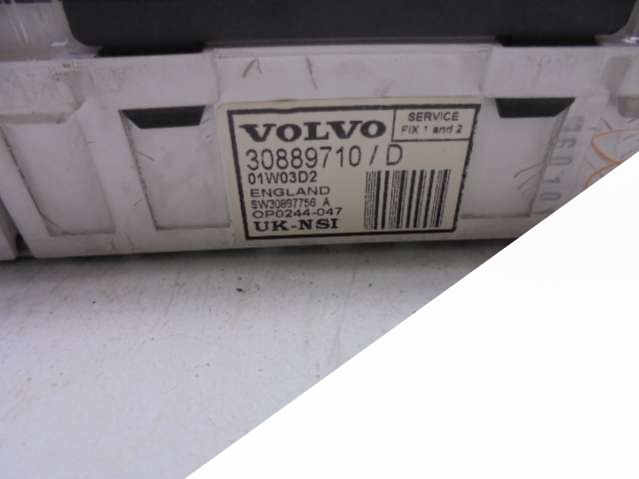 VOLVO
SERVICE
FIX 1 and 2
30889710 / D
01W03D2
ENGLAND
SW30897756 A
OP0244-047
UK-NSI